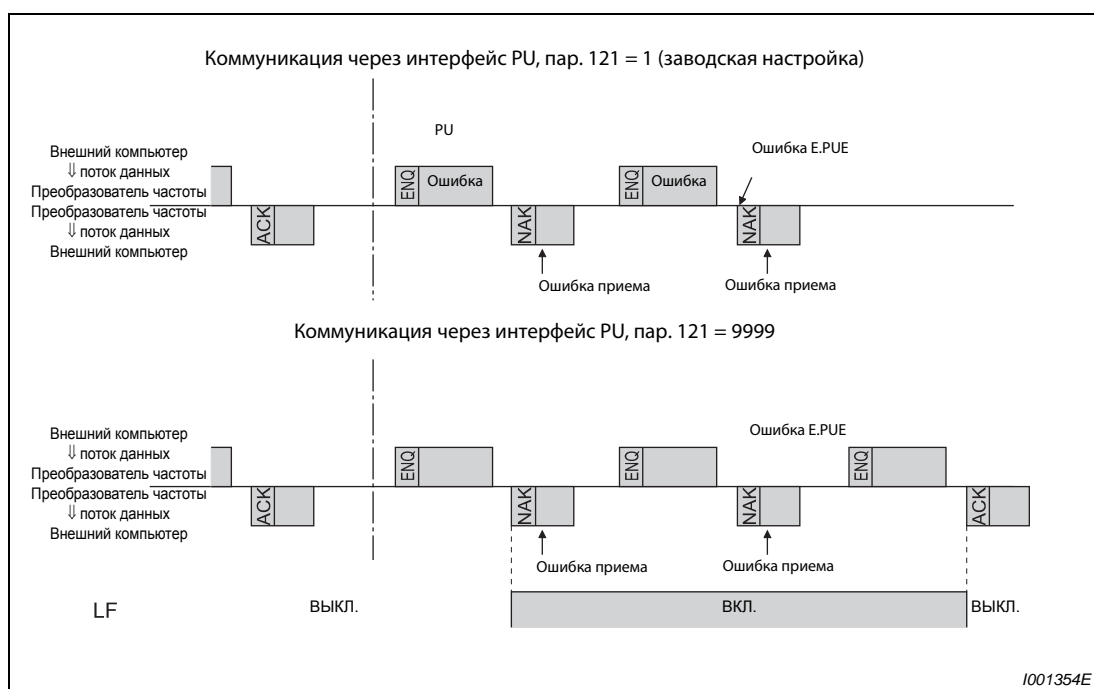 Коммуникация через интерфейс PU, пар. 121 = 1 (заводская настройка)
PU
Ошибка E.PUE
Внешний компьютер
⇓ поток данных
Преобразователь частоты
Преобразователь частоты
⇓ поток данных
Внешний компьютер
ENQ
Ошибка
ENQ
Ошибка
ACK
NAK
NAK
Ошибка приема
Ошибка приема
Коммуникация через интерфейс PU, пар. 121 = 9999
Ошибка E.PUE
Внешний компьютер
⇓ поток данных
Преобразователь частоты
Преобразователь частоты
⇓ поток данных
Внешний компьютер
ENQ
ENQ
ENQ
ACK
NAK
NAK
ACK
Ошибка приема
Ошибка приема
LF
ВЫКЛ.
ВКЛ.
ВЫКЛ.
I001354E